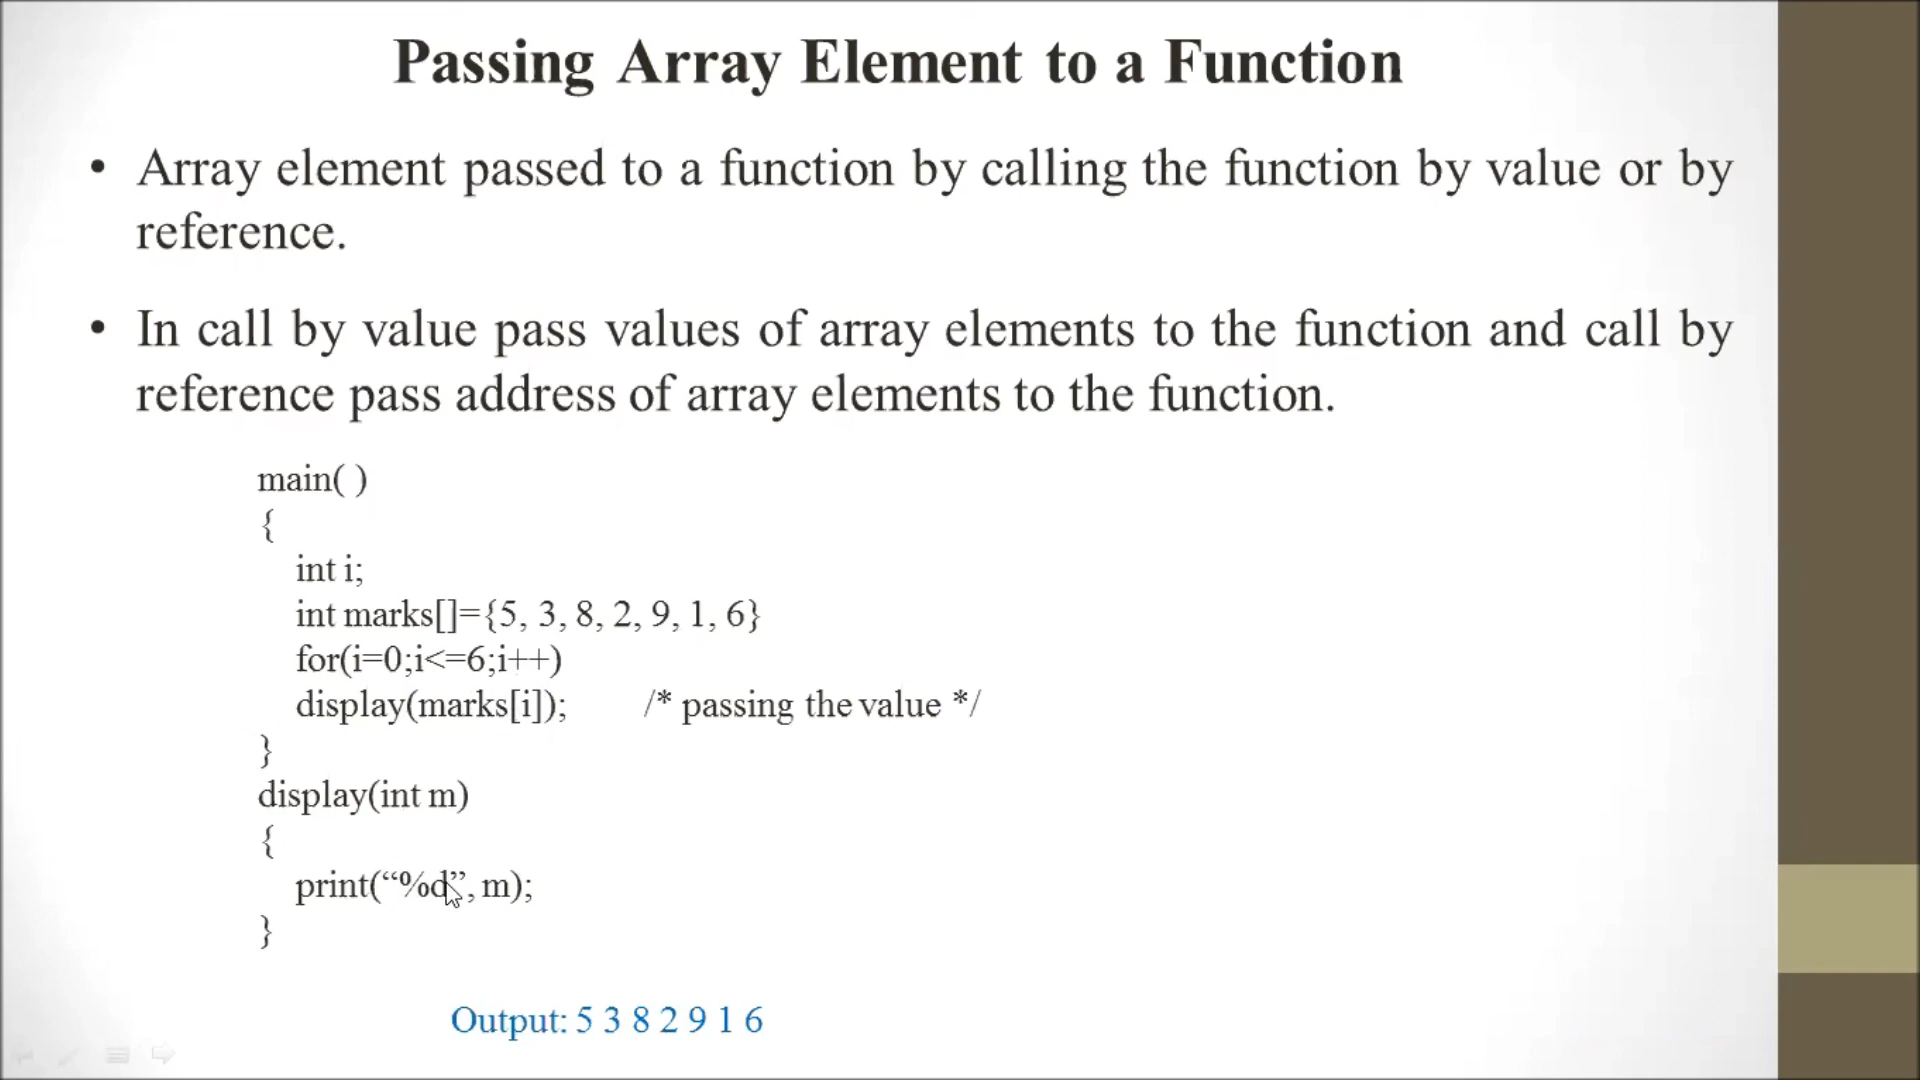 Passing Array Element to a Function
• Array element passed to a function by calling the function by value or by
reference.
• In call by value pass values of array elements to the function and call by
reference pass address of array elements to the function.
main( )
{
int i;
int marks[]={5, 3, 8, 2, 9, 1, 6}
for(i=0;i<=6;i++)
display(marks[i]); /* passing the value */
}
display(int m)
{
print(“%d”, m);
}
Output: 5 3 8 2 9 1 6